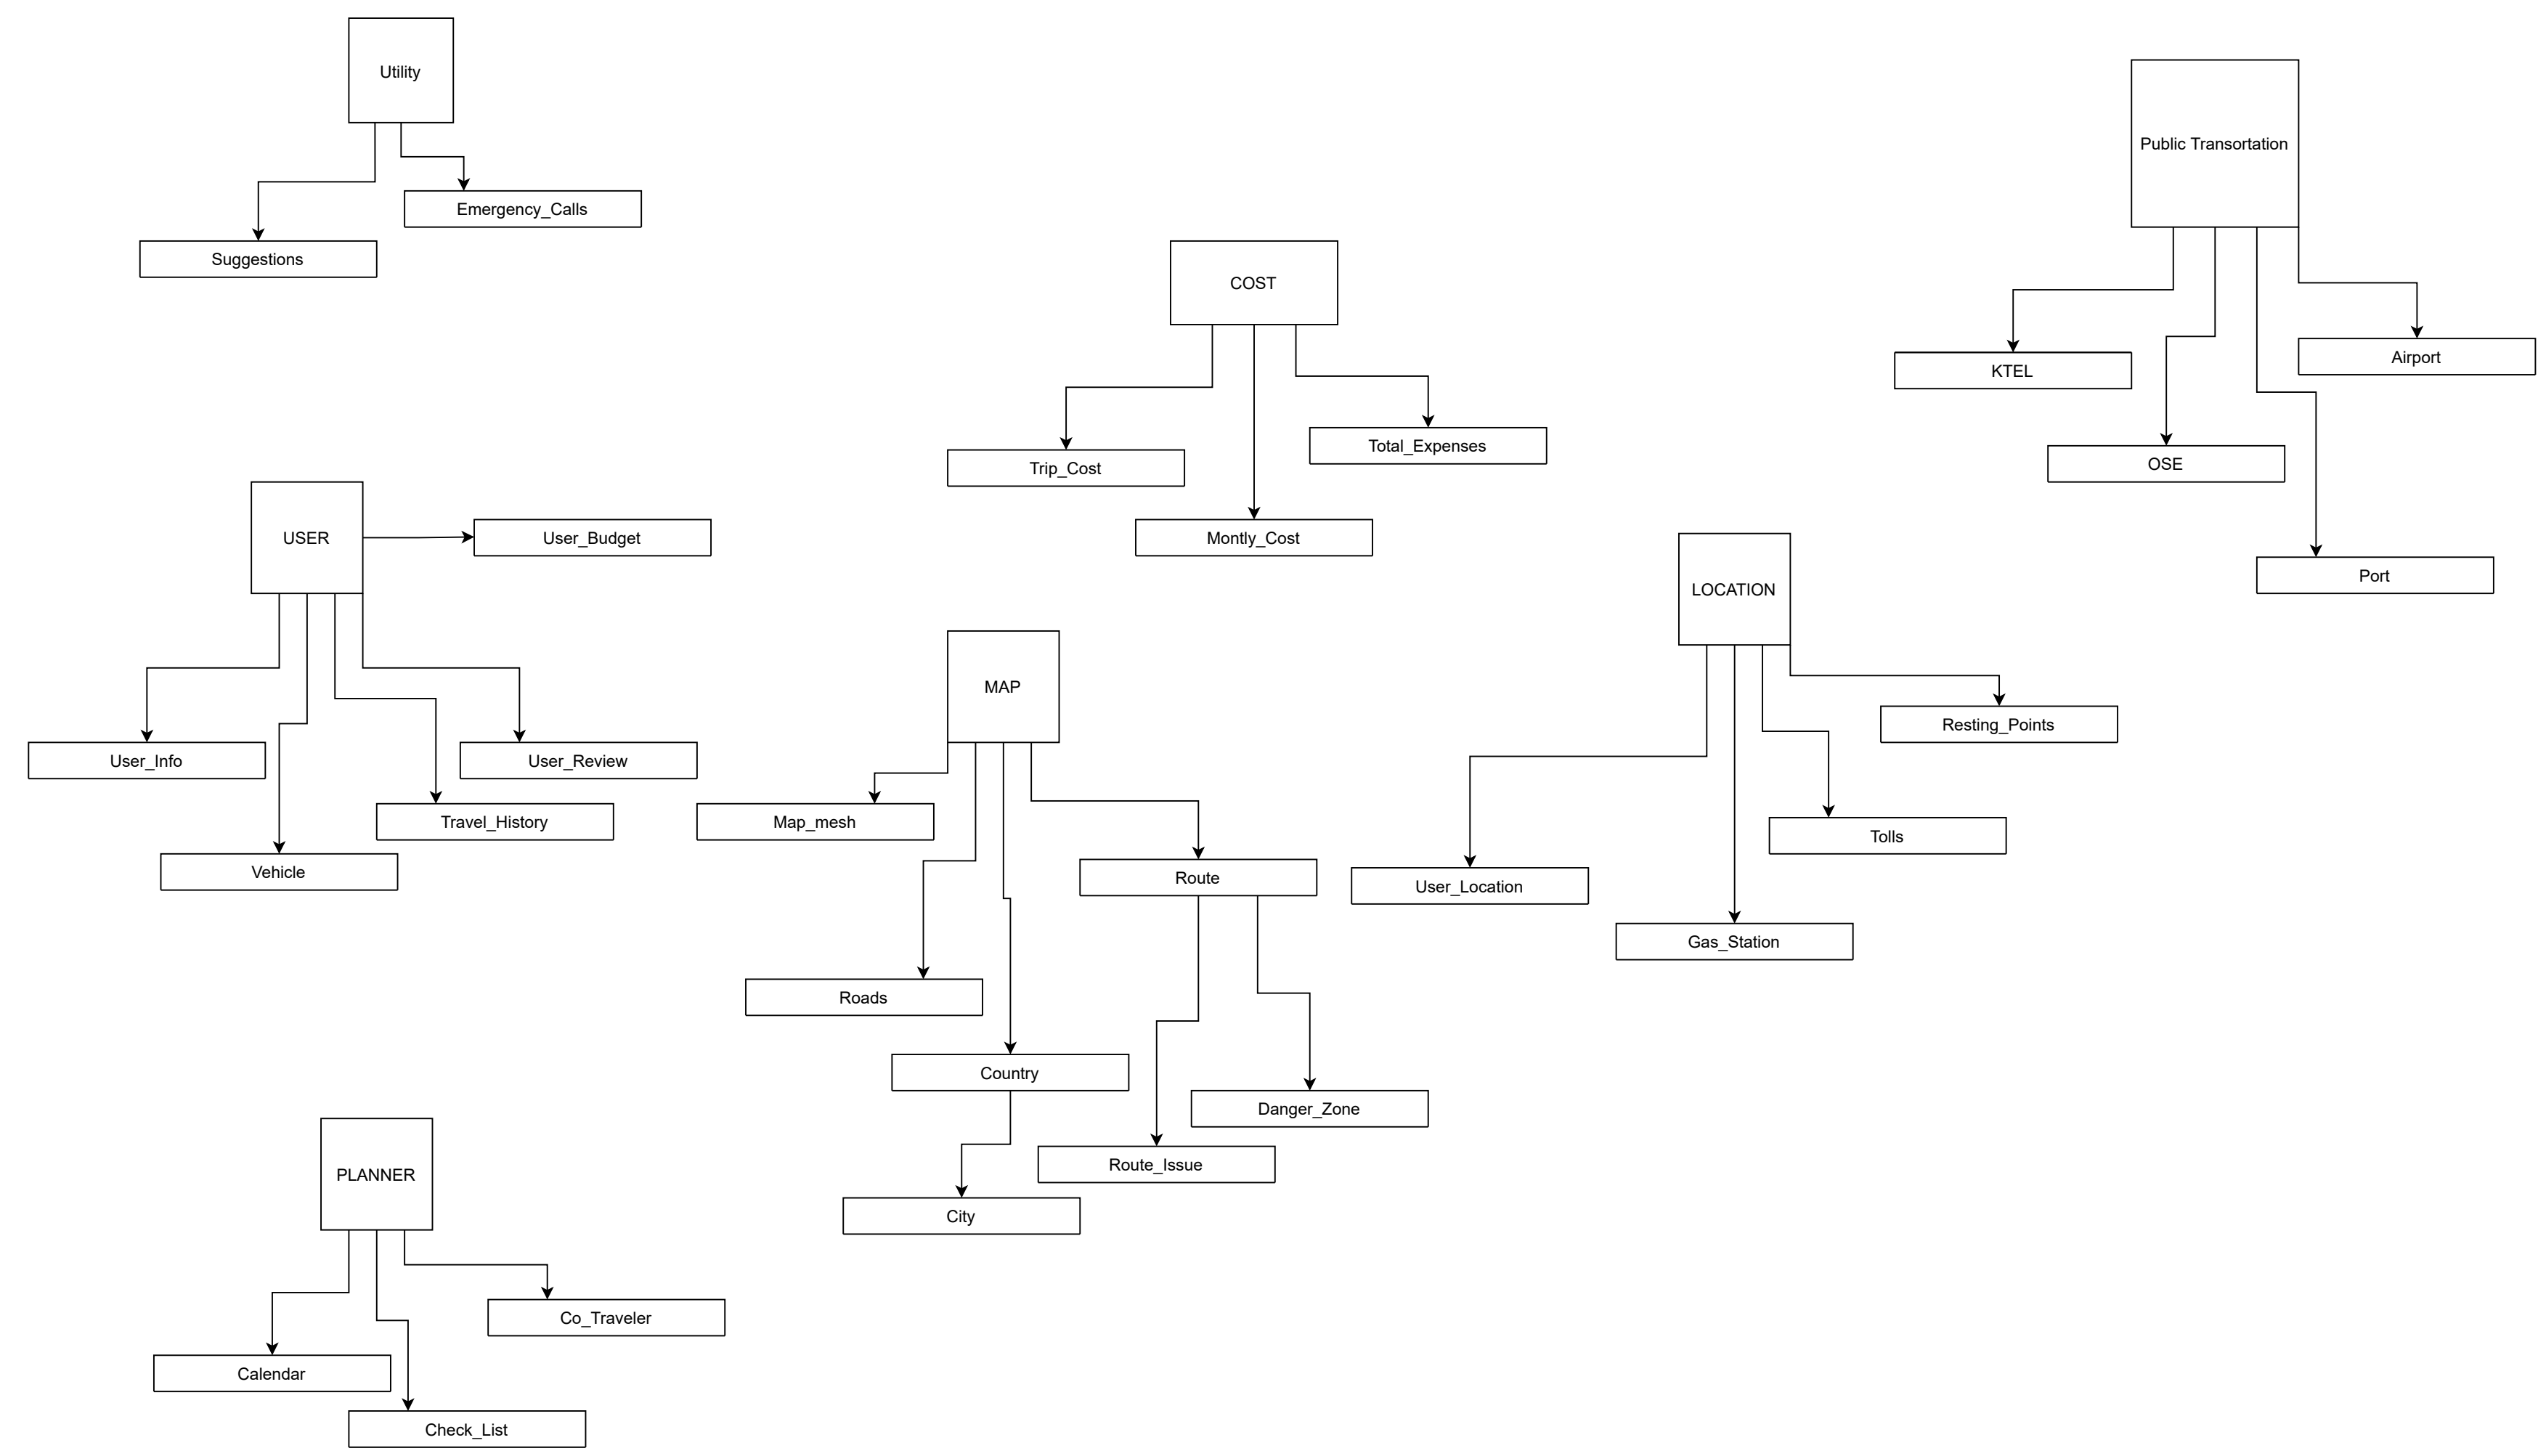 Utility
Public Transortation
Emergency_Calls
Suggestions
COST
Airport
KTEL
Total_Expenses
OSE
Trip_Cost
USER
User_Budget
Montly_Cost
Port
LOCATION
MAP
Resting_Points
User_Info
User_Review
Travel_History
Map_mesh
Tolls
Vehicle
Route
User_Location
Gas_Station
Roads
Country
Danger_Zone
Route_Issue
PLANNER
City
Co_Traveler
Calendar
Check_List